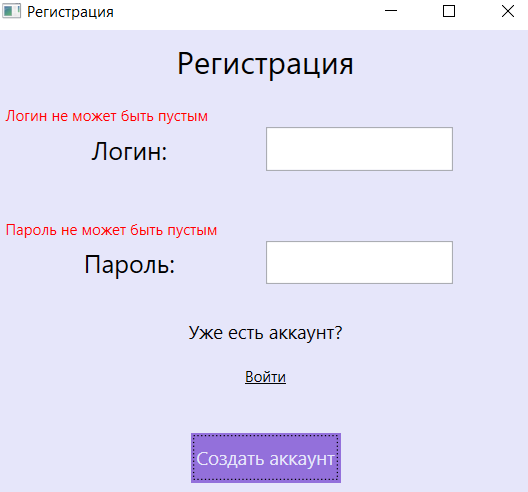 Регистрация
Регистрация
Логин не может быть пустым
Логин:
Пароль не может быть пустым
Пароль:
Уже есть аккаунт?
Войти
Создать аккаунт